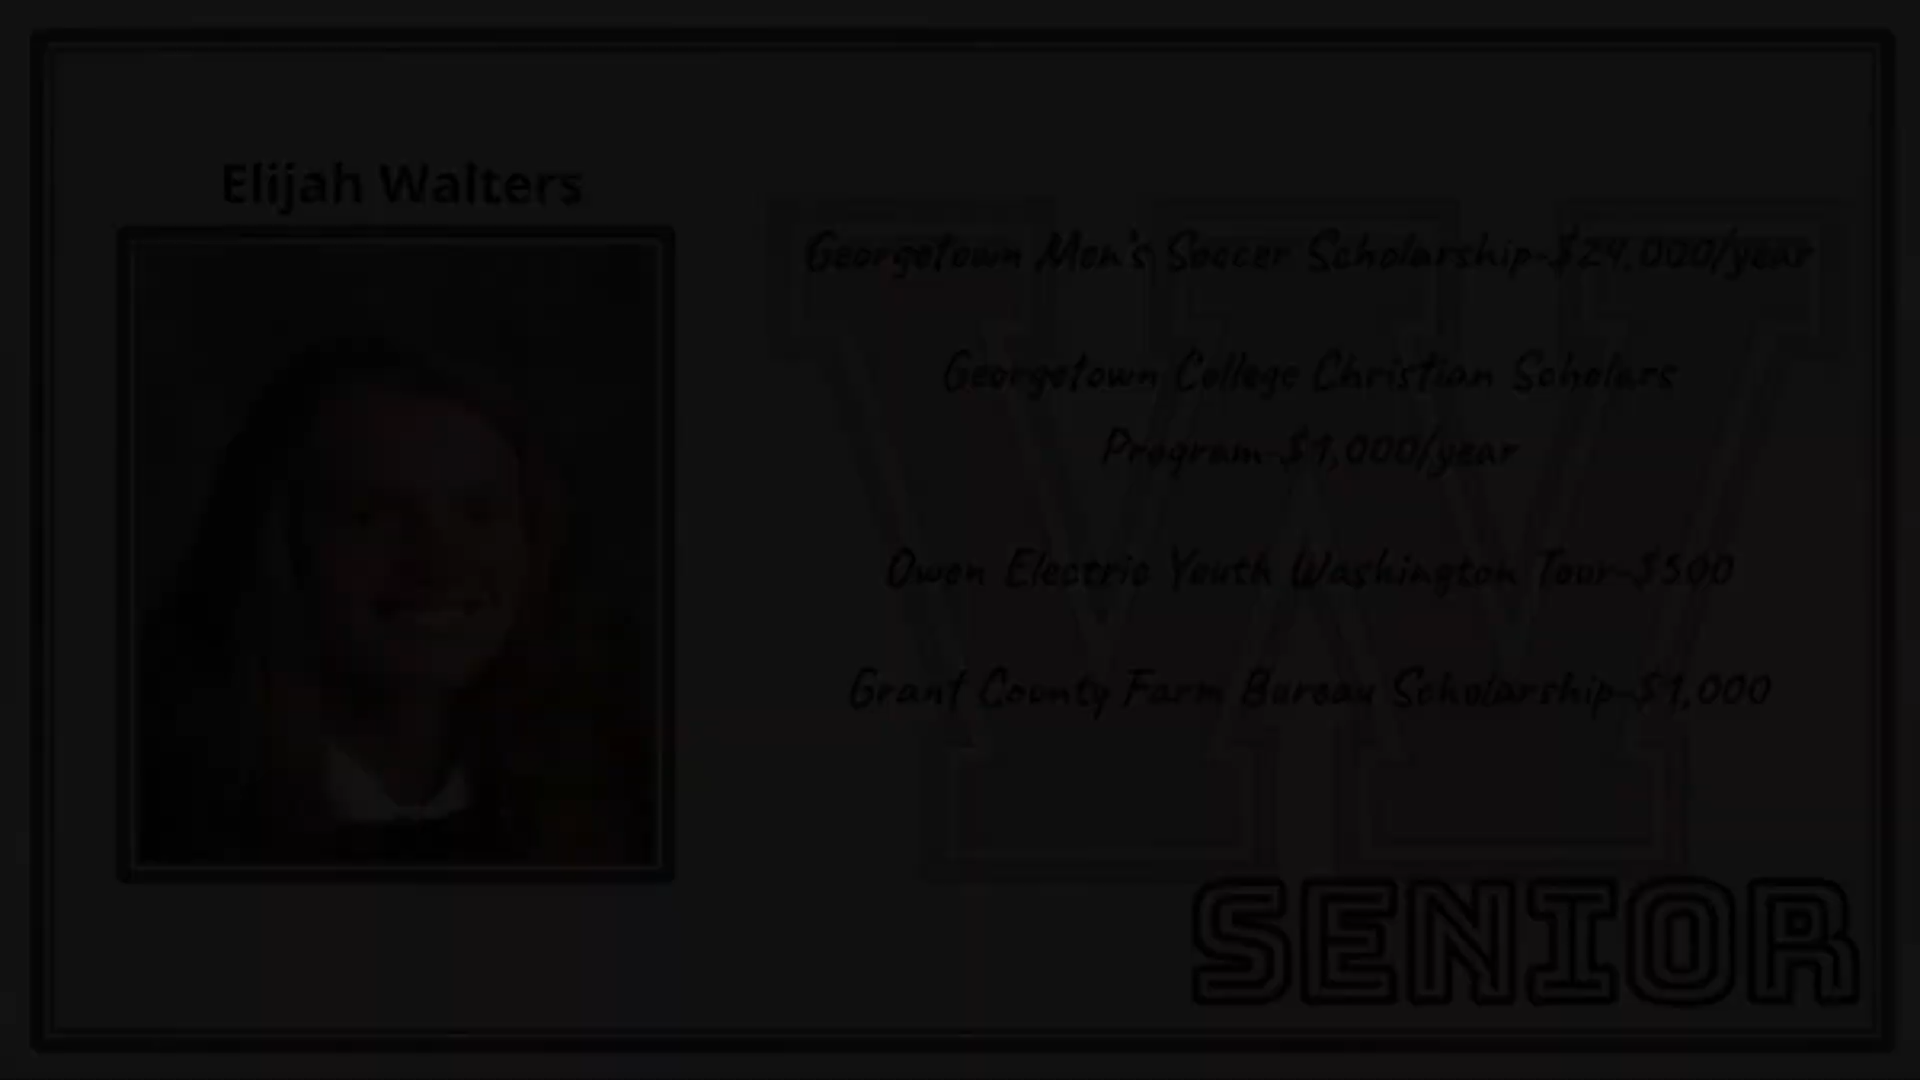 Elijah Walters
Georgetown Men's Soccer Scholarship-$24,000/year
Georgetown College Christian Scholars
Program-$1,000/year
Owen Electric Youth Washington Tour-$500
Grant County Farm Bureau Scholarship-$1,000
W
SENIOR